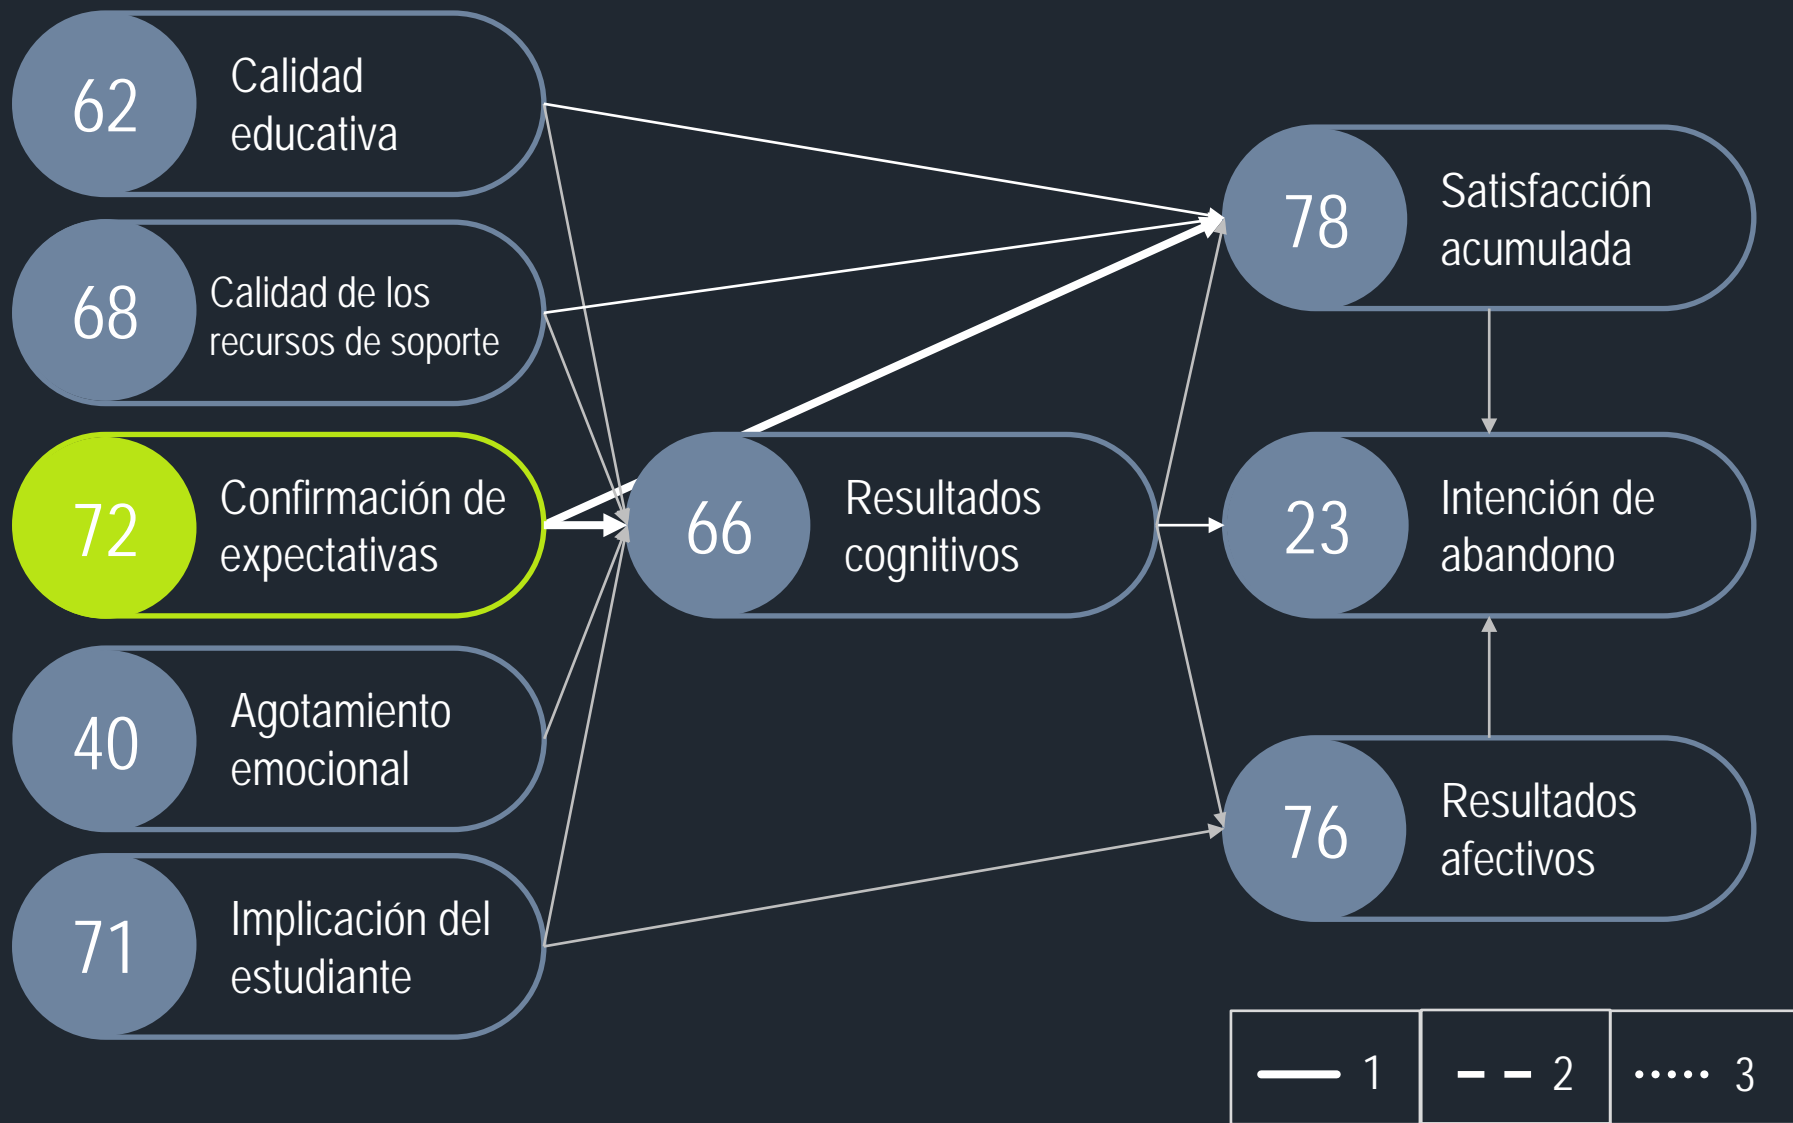 62
Calidad
educativa
68
Calidad de los
recursos de soporte
72
Confirmación de
expectativas
40
Agotamiento
emocional
71
Implicación del
estudiante
66
Resultados
cognitivos
78
Satisfacción
acumulada
23
Intención de
abandono
76
Resultados
afectivos
1
2
3